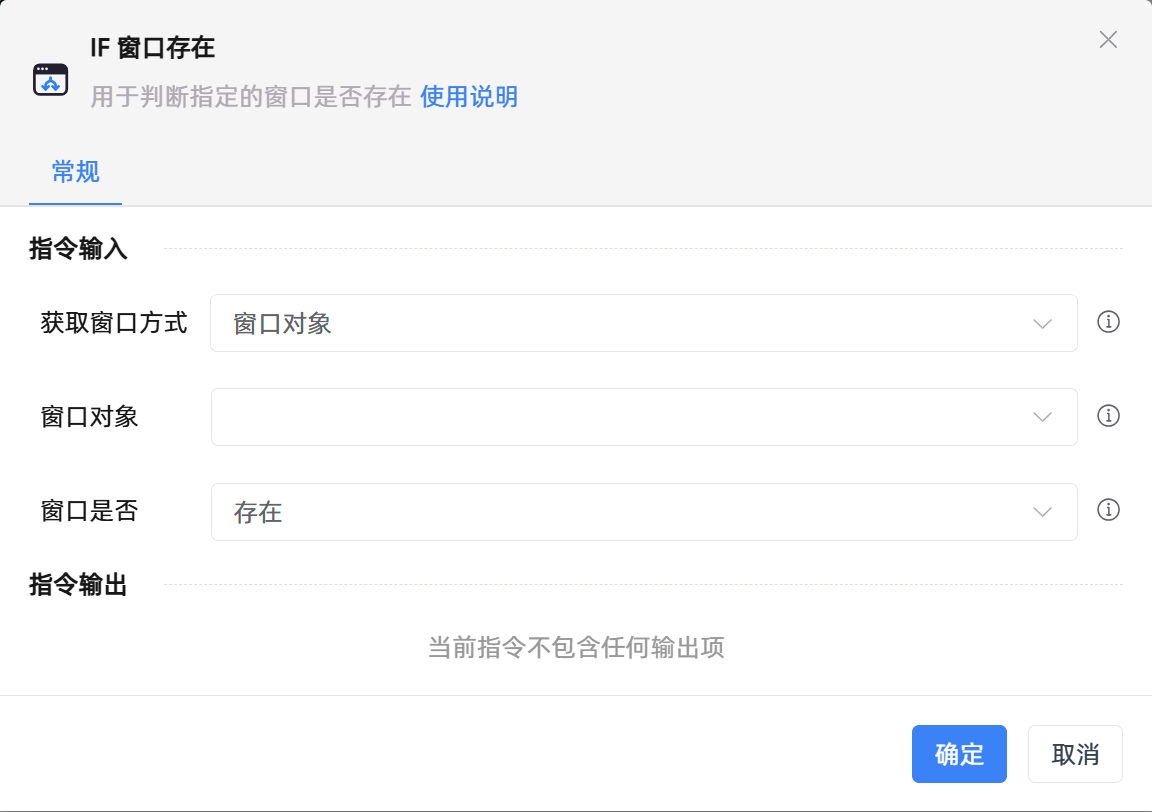 IF 窗口存在
用于判断指定的窗口是否存在 使用说明
常规
指令输入
获取窗口方式 窗口对象
窗口对象
窗口是否 存在
指令输出
当前指令不包含任何输出项
确定 取消